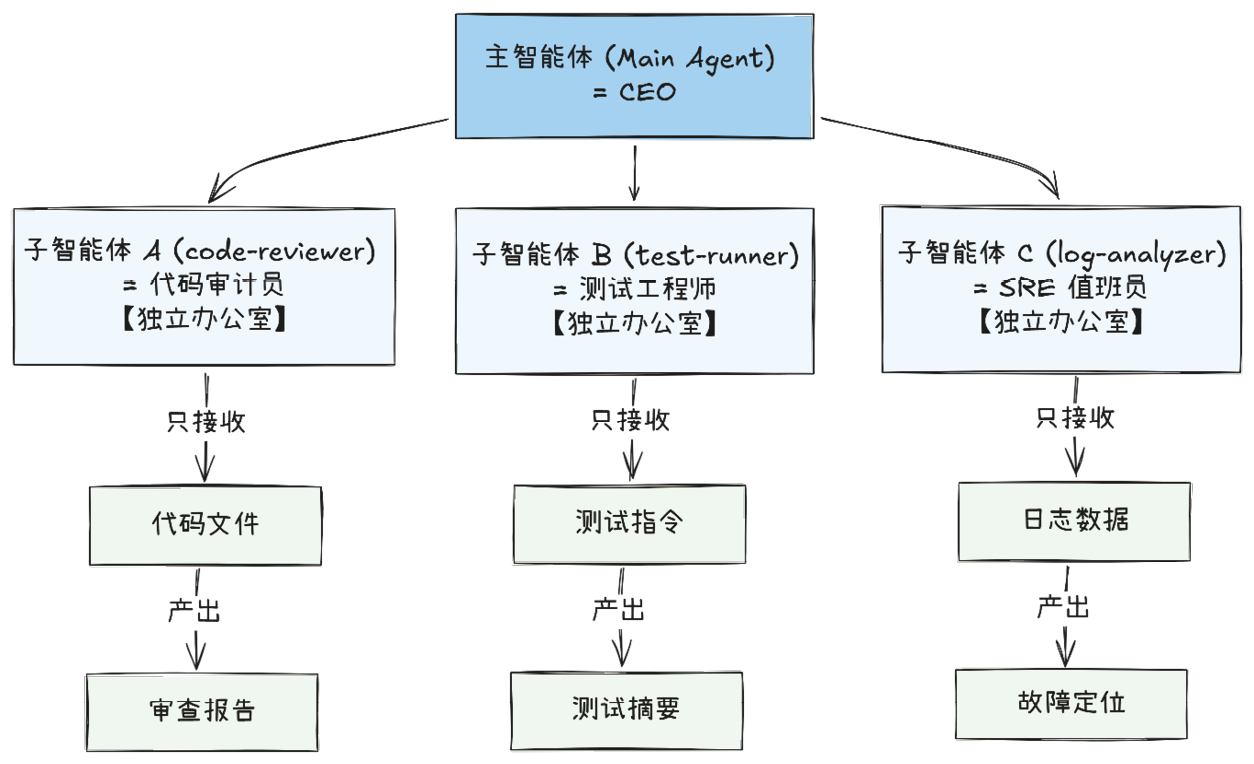 主智能体 (Main Agent)
= CEO
子智能体 A (code-reviewer)
= 代码审计员
【独立办公室】
子智能体 B (test-runner)
= 测试工程师
【独立办公室】
子智能体 C (log-analyzer)
= SRE 值班员
【独立办公室】
只接收
只接收
只接收
代码文件
测试指令
日志数据
产出
产出
产出
审查报告
测试摘要
故障定位